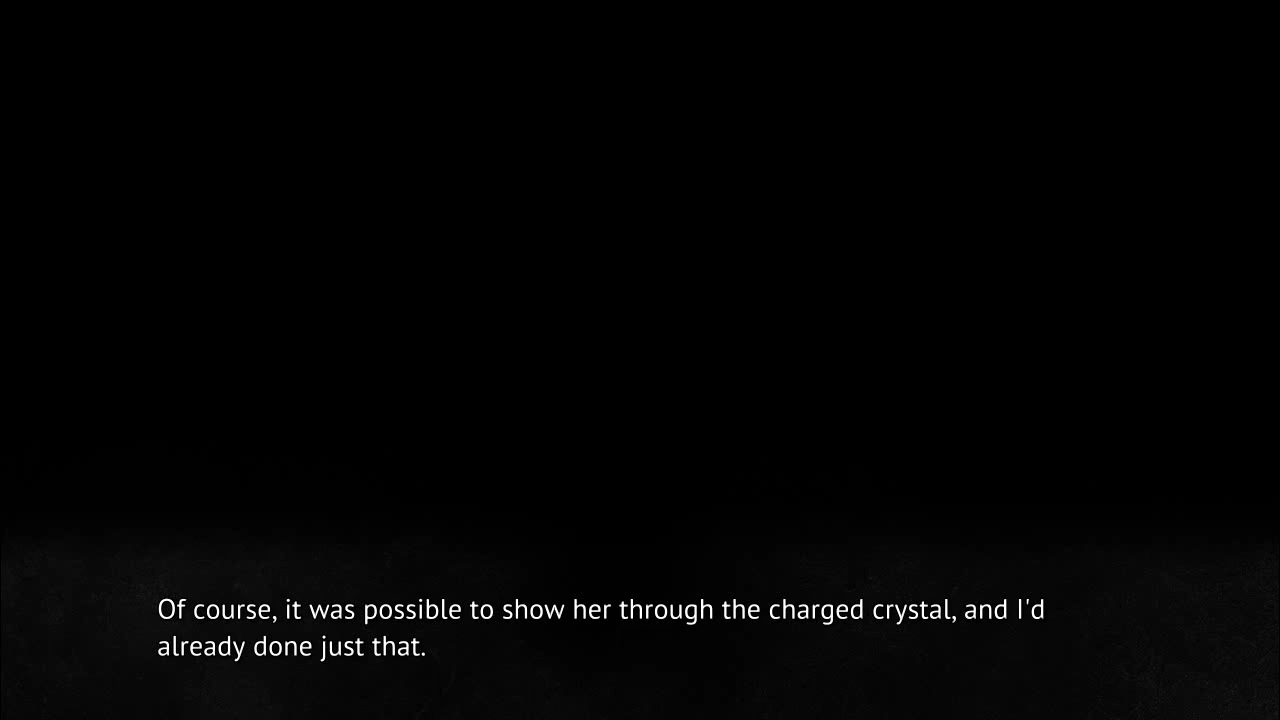 Of course, it was possible to show her through the charged crystal, and I'd
already done just that.